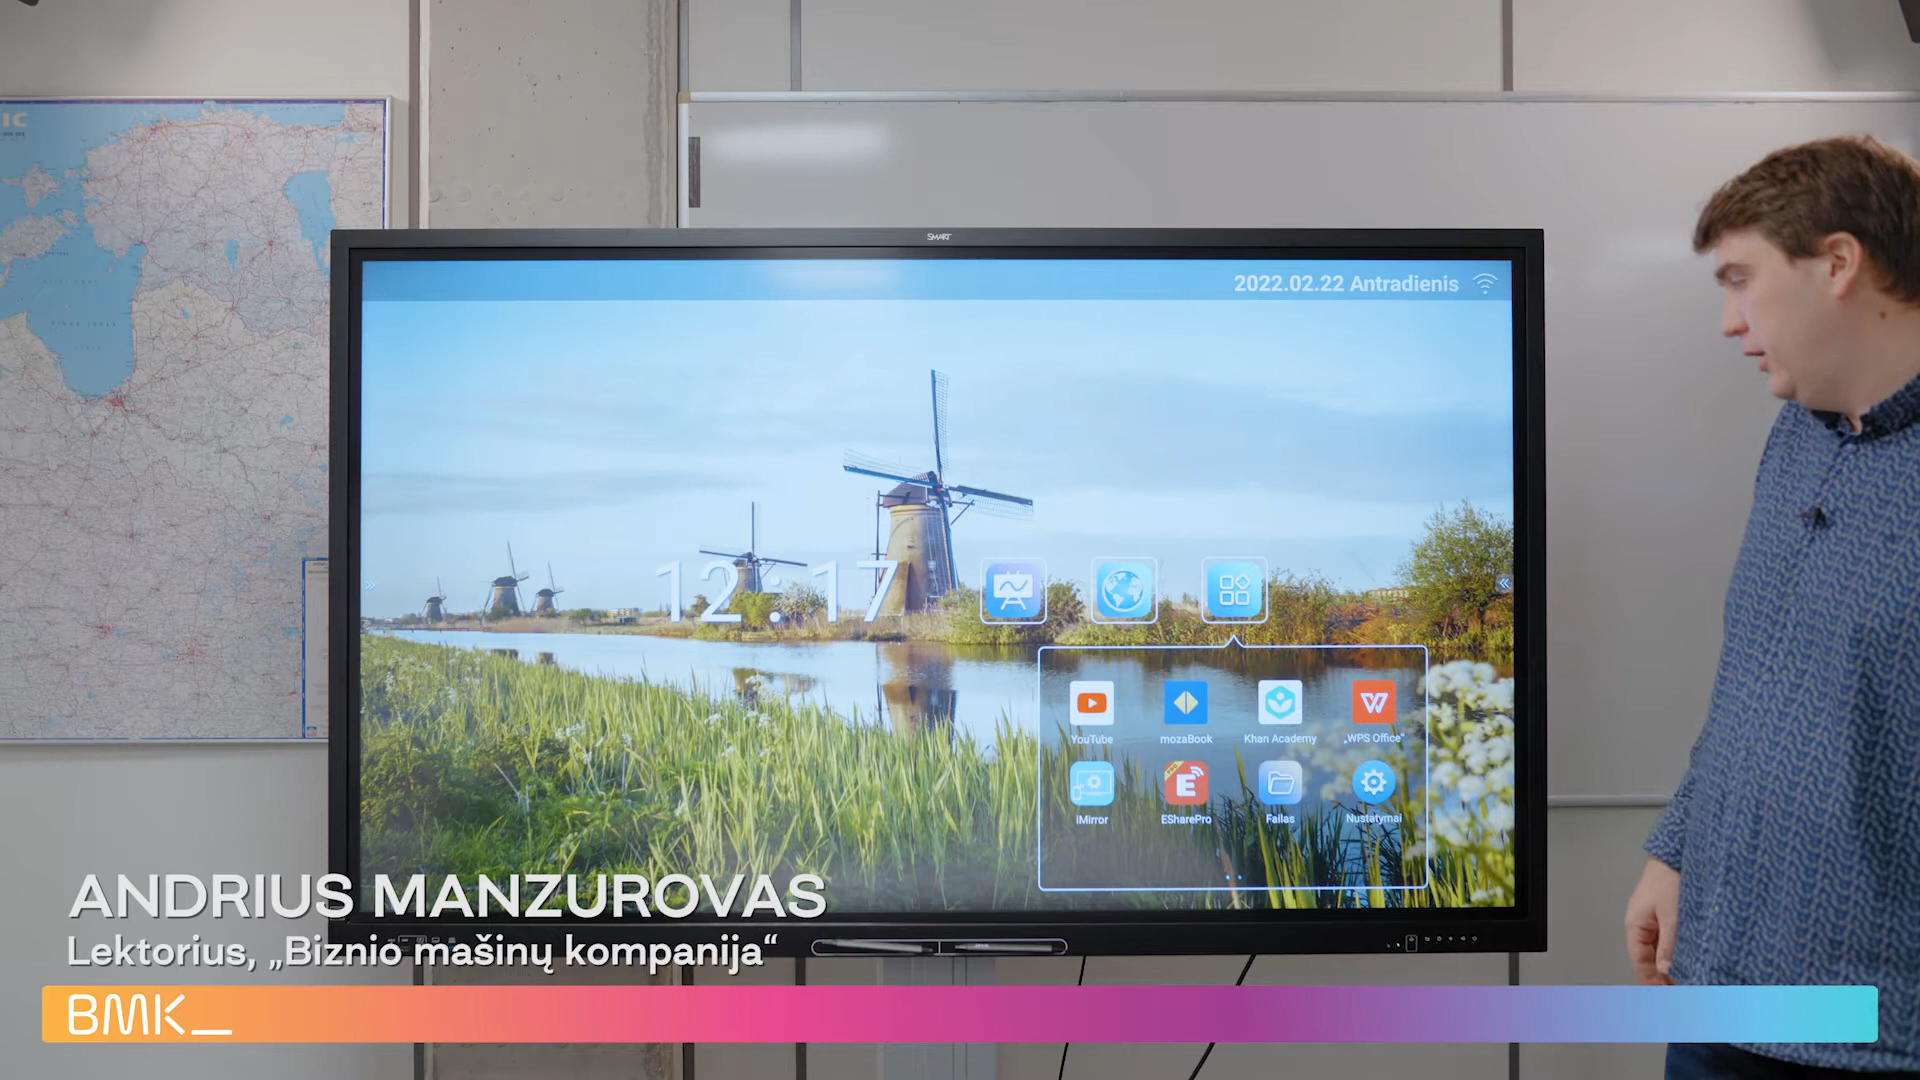 IC
SMART
2022.02.22 Antradienis
12:17
YouTube
mozaBook
Khan Academy
„WPS Office“
iMirror
ESharePro
Failas
Nustatymai
ANDRIUS MANZUROVAS
Lektorius, „Biznio mašinų kompanija“
BMK_